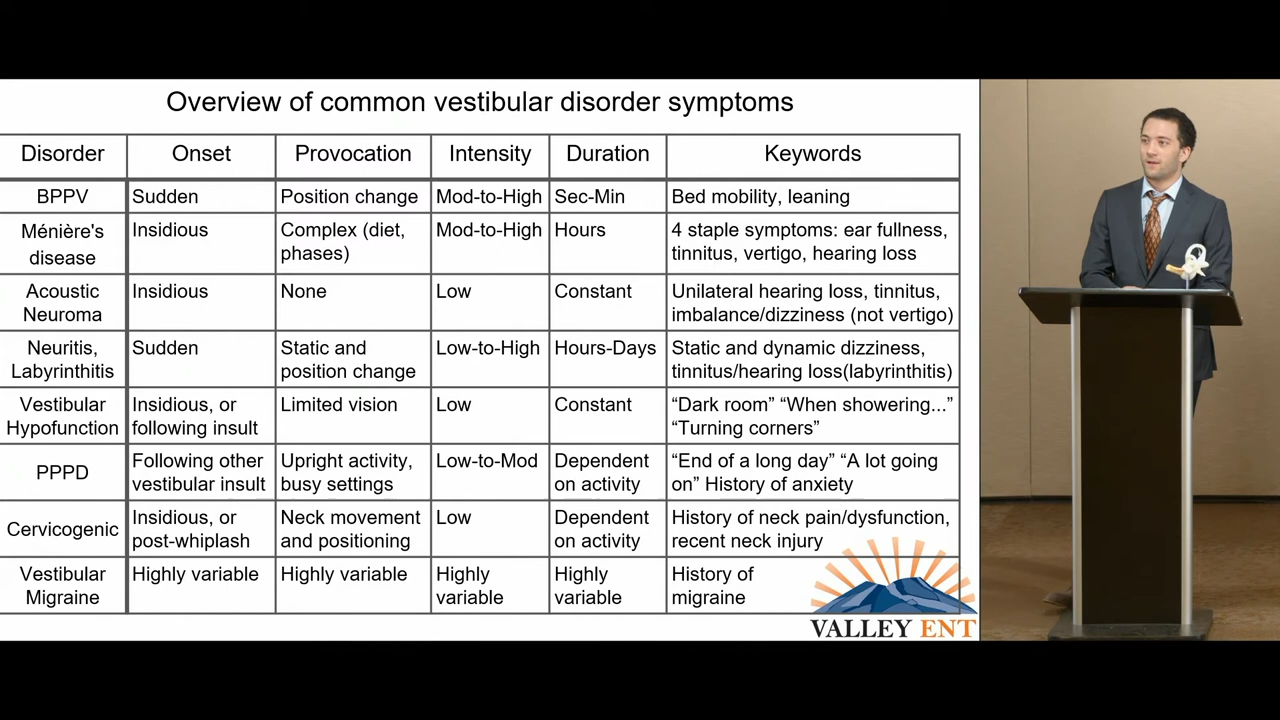 Overview of common vestibular disorder symptoms
Disorder Onset Provocation Intensity Duration Keywords
BPPV Sudden Position change Mod-to-High Sec-Min Bed mobility, leaning
Ménière's Insidious Complex (diet, Mod-to-High Hours 4 staple symptoms: ear fullness,
disease phases) tinnitus, vertigo, hearing loss
Acoustic Insidious None Low Constant Unilateral hearing loss, tinnitus,
Neuroma imbalance/dizziness (not vertigo)
Neuritis, Sudden Static and Low-to-High Hours-Days Static and dynamic dizziness,
Labyrinthitis position change tinnitus/hearing loss(labyrinthitis)
Vestibular Insidious, or Limited vision Low Constant “Dark room” “When showering...”
Hypofunction following insult “Turning corners”
PPPD Following other Upright activity, Low-to-Mod Dependent “End of a long day” “A lot going
vestibular insult busy settings on activity on” History of anxiety
Cervicogenic Insidious, or Neck movement Low Dependent History of neck pain/dysfunction,
post-whiplash and positioning on activity recent neck injury
Vestibular Highly variable Highly variable Highly Highly History of
Migraine variable variable migraine
VALLEY ENT